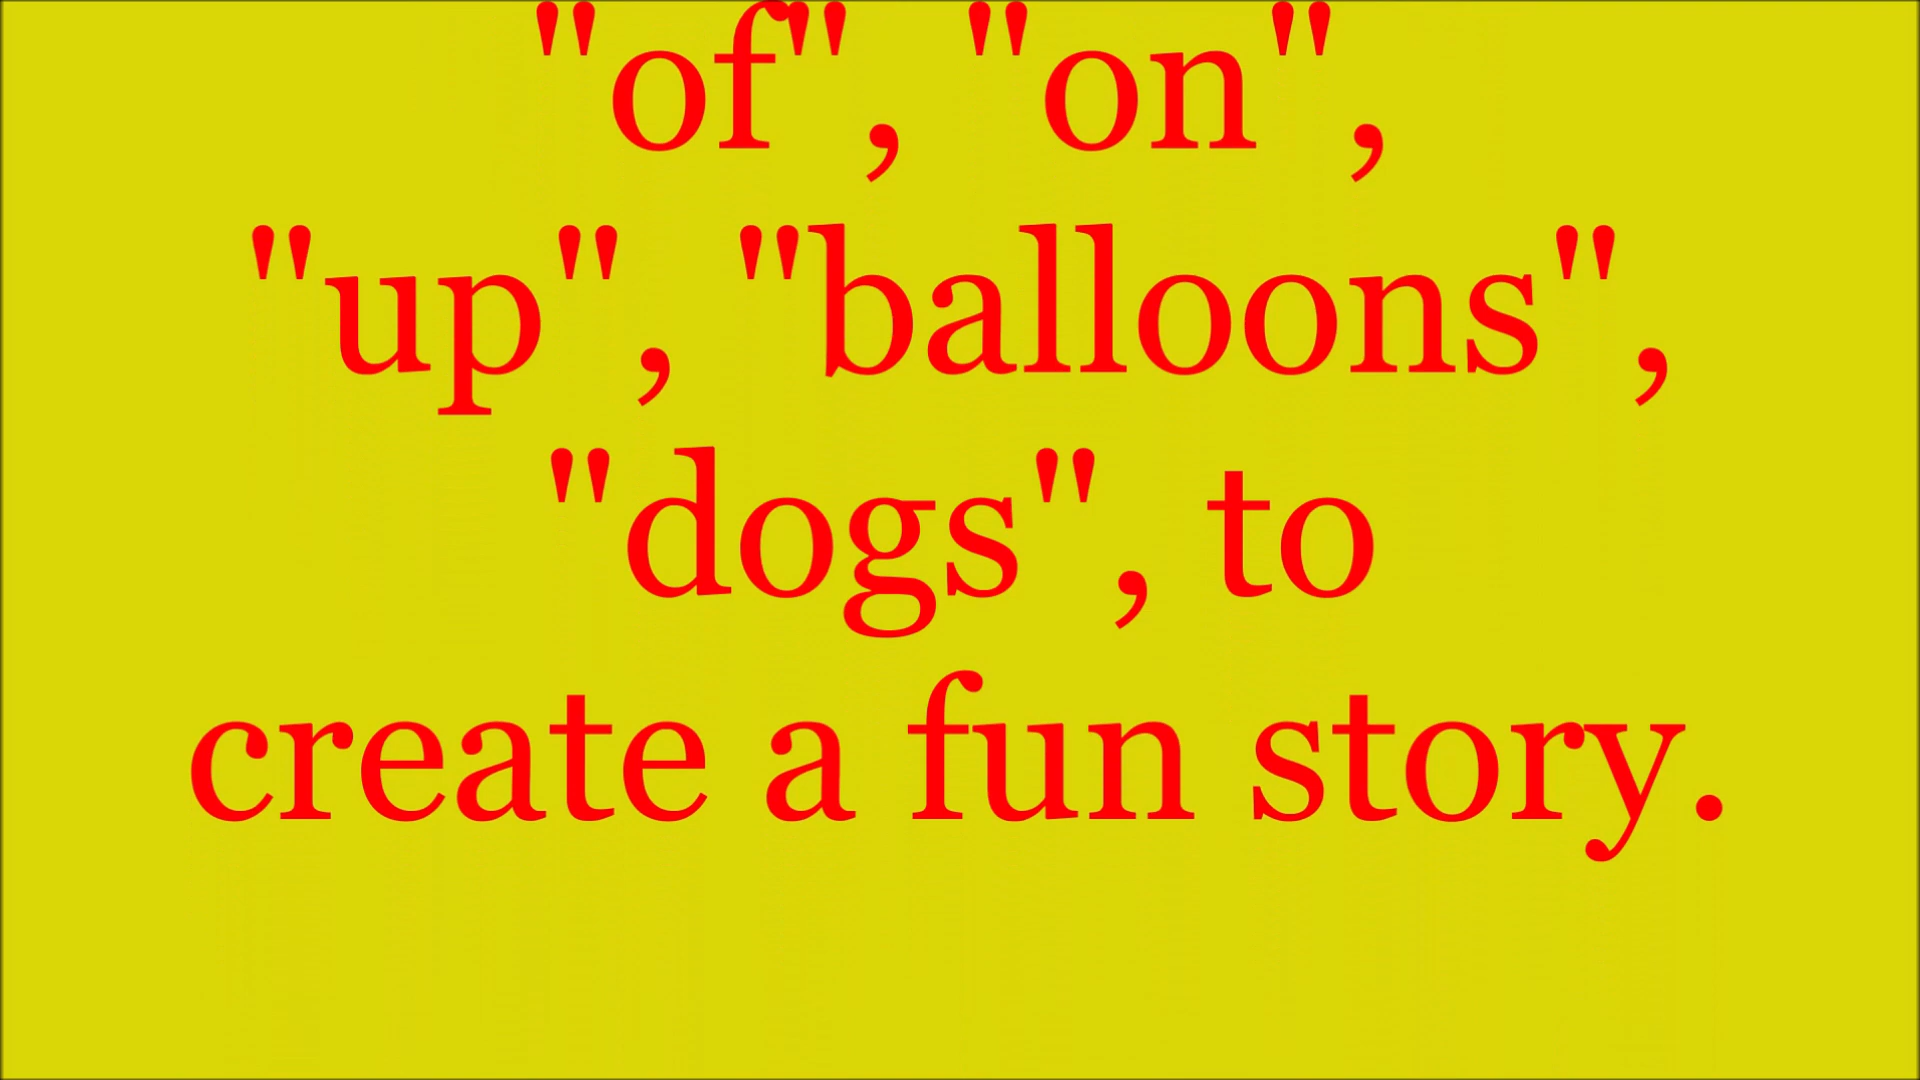 "of", "on",
"up", "balloons",
"dogs", to
create a fun story.